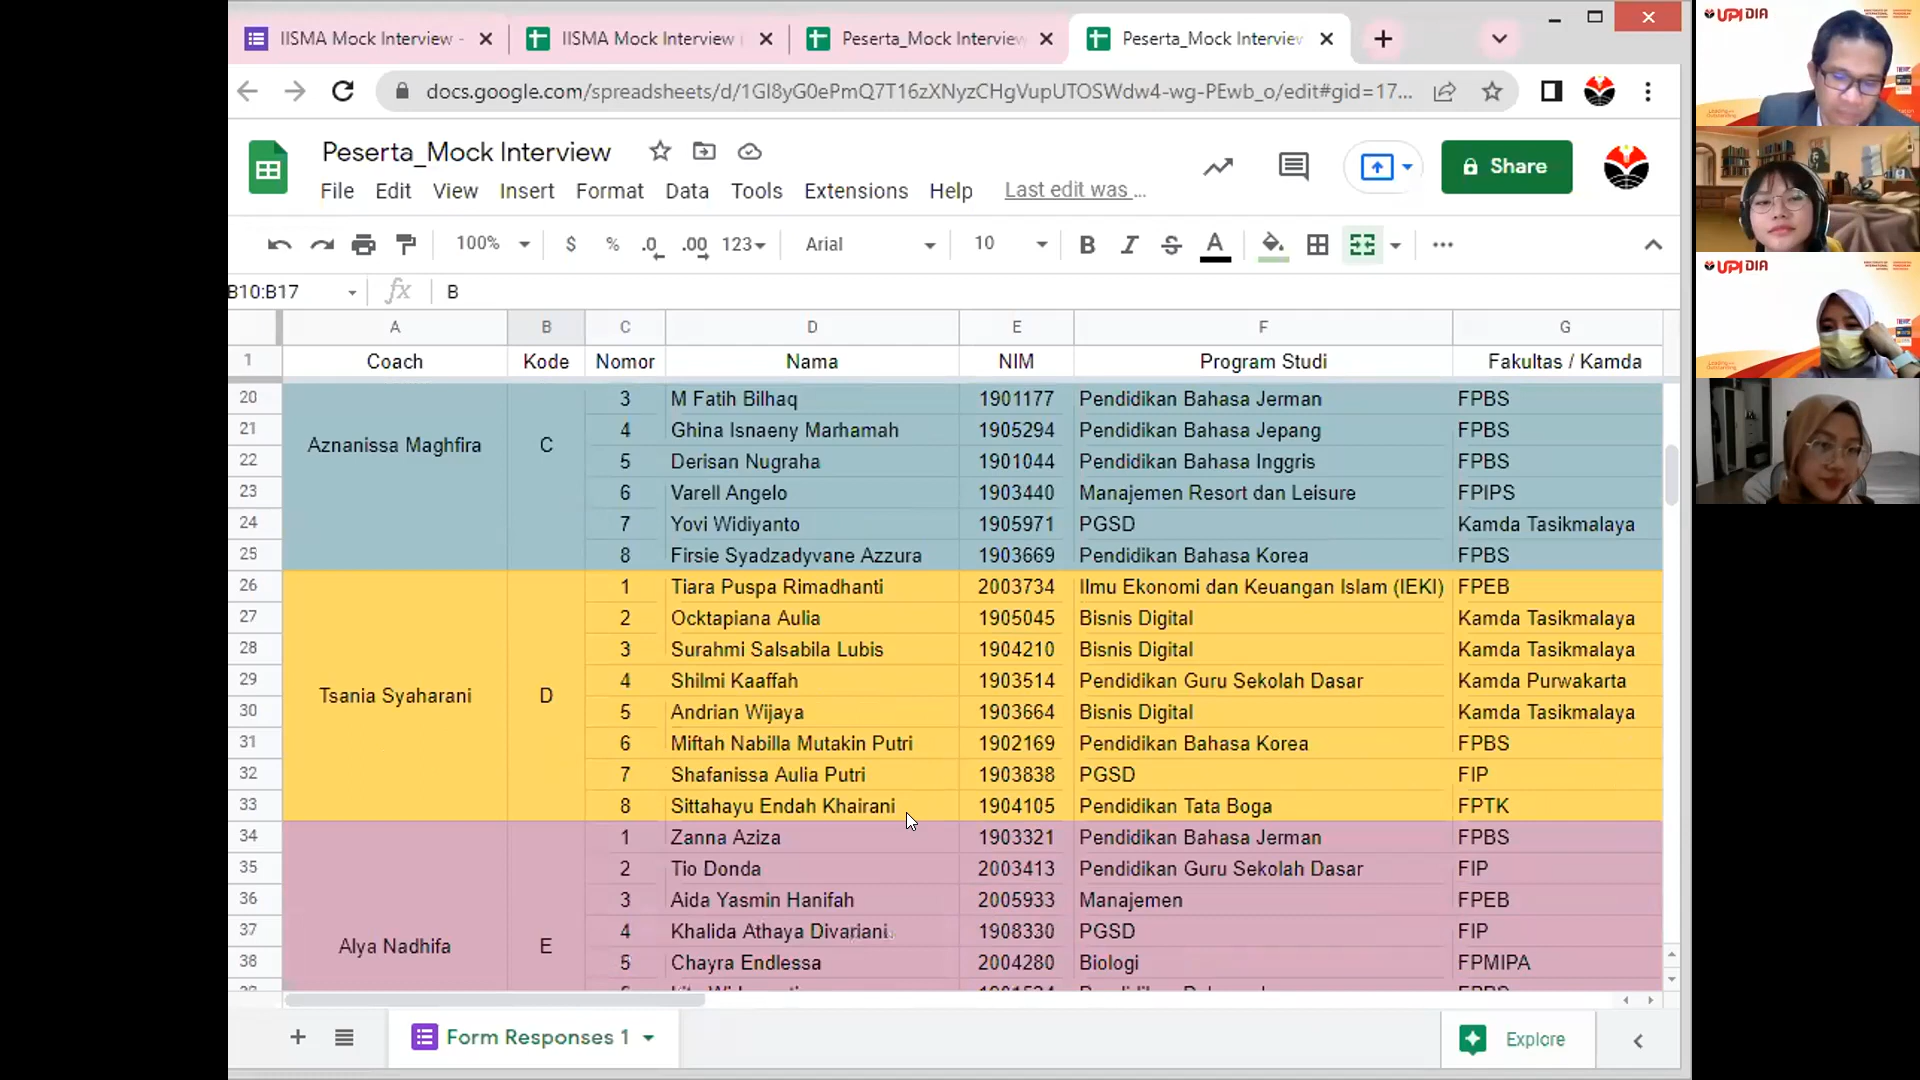 IISMA Mock Interview -
IISMA Mock Interview
Peserta_Mock Interview
Peserta_Mock Interview
docs.google.com/spreadsheets/d/1Gl8yG0ePmQ7T16zXNyzCHgVupUTOSWdw4-wg-PEwb_o/edit#gid=17...
Peserta_Mock Interview
File Edit View Insert Format Data Tools Extensions Help Last edit was ...
Share
100% $ % .0 .00 123 Arial 10 B I S A ...
B10:B17 fx B
A B C D E F G
1 Coach Kode Nomor Nama NIM Program Studi Fakultas / Kamda
20 3 M Fatih Bilhaq 1901177 Pendidikan Bahasa Jerman FPBS
21 4 Ghina Isnaeny Marhamah 1905294 Pendidikan Bahasa Jepang FPBS
Aznanissa Maghfira C
22 5 Derisan Nugraha 1901044 Pendidikan Bahasa Inggris FPBS
23 6 Varell Angelo 1903440 Manajemen Resort dan Leisure FPIPS
24 7 Yovi Widiyanto 1905971 PGSD Kamda Tasikmalaya
25 8 Firsie Syadzadyvane Azzura 1903669 Pendidikan Bahasa Korea FPBS
26 1 Tiara Puspa Rimadhanti 2003734 Ilmu Ekonomi dan Keuangan Islam (IEKI) FPEB
27 2 Ocktapiana Aulia 1905045 Bisnis Digital Kamda Tasikmalaya
28 3 Surahmi Salsabila Lubis 1904210 Bisnis Digital Kamda Tasikmalaya
29 4 Shilmi Kaaffah 1903514 Pendidikan Guru Sekolah Dasar Kamda Purwakarta
Tsania Syaharani D
30 5 Andrian Wijaya 1903664 Bisnis Digital Kamda Tasikmalaya
31 6 Miftah Nabilla Mutakin Putri 1902169 Pendidikan Bahasa Korea FPBS
32 7 Shafanissa Aulia Putri 1903838 PGSD FIP
33 8 Sittahayu Endah Khairani 1904105 Pendidikan Tata Boga FPTK
34 1 Zanna Aziza 1903321 Pendidikan Bahasa Jerman FPBS
35 2 Tio Donda 2003413 Pendidikan Guru Sekolah Dasar FIP
36 3 Aida Yasmin Hanifah 2005933 Manajemen FPEB
37 4 Khalida Athaya Divariani 1908330 PGSD FIP
Alya Nadhifa E
38 5 Chayra Endlessa 2004280 Biologi FPMIPA
Form Responses 1
Explore
UPI DIA
UPI DIA